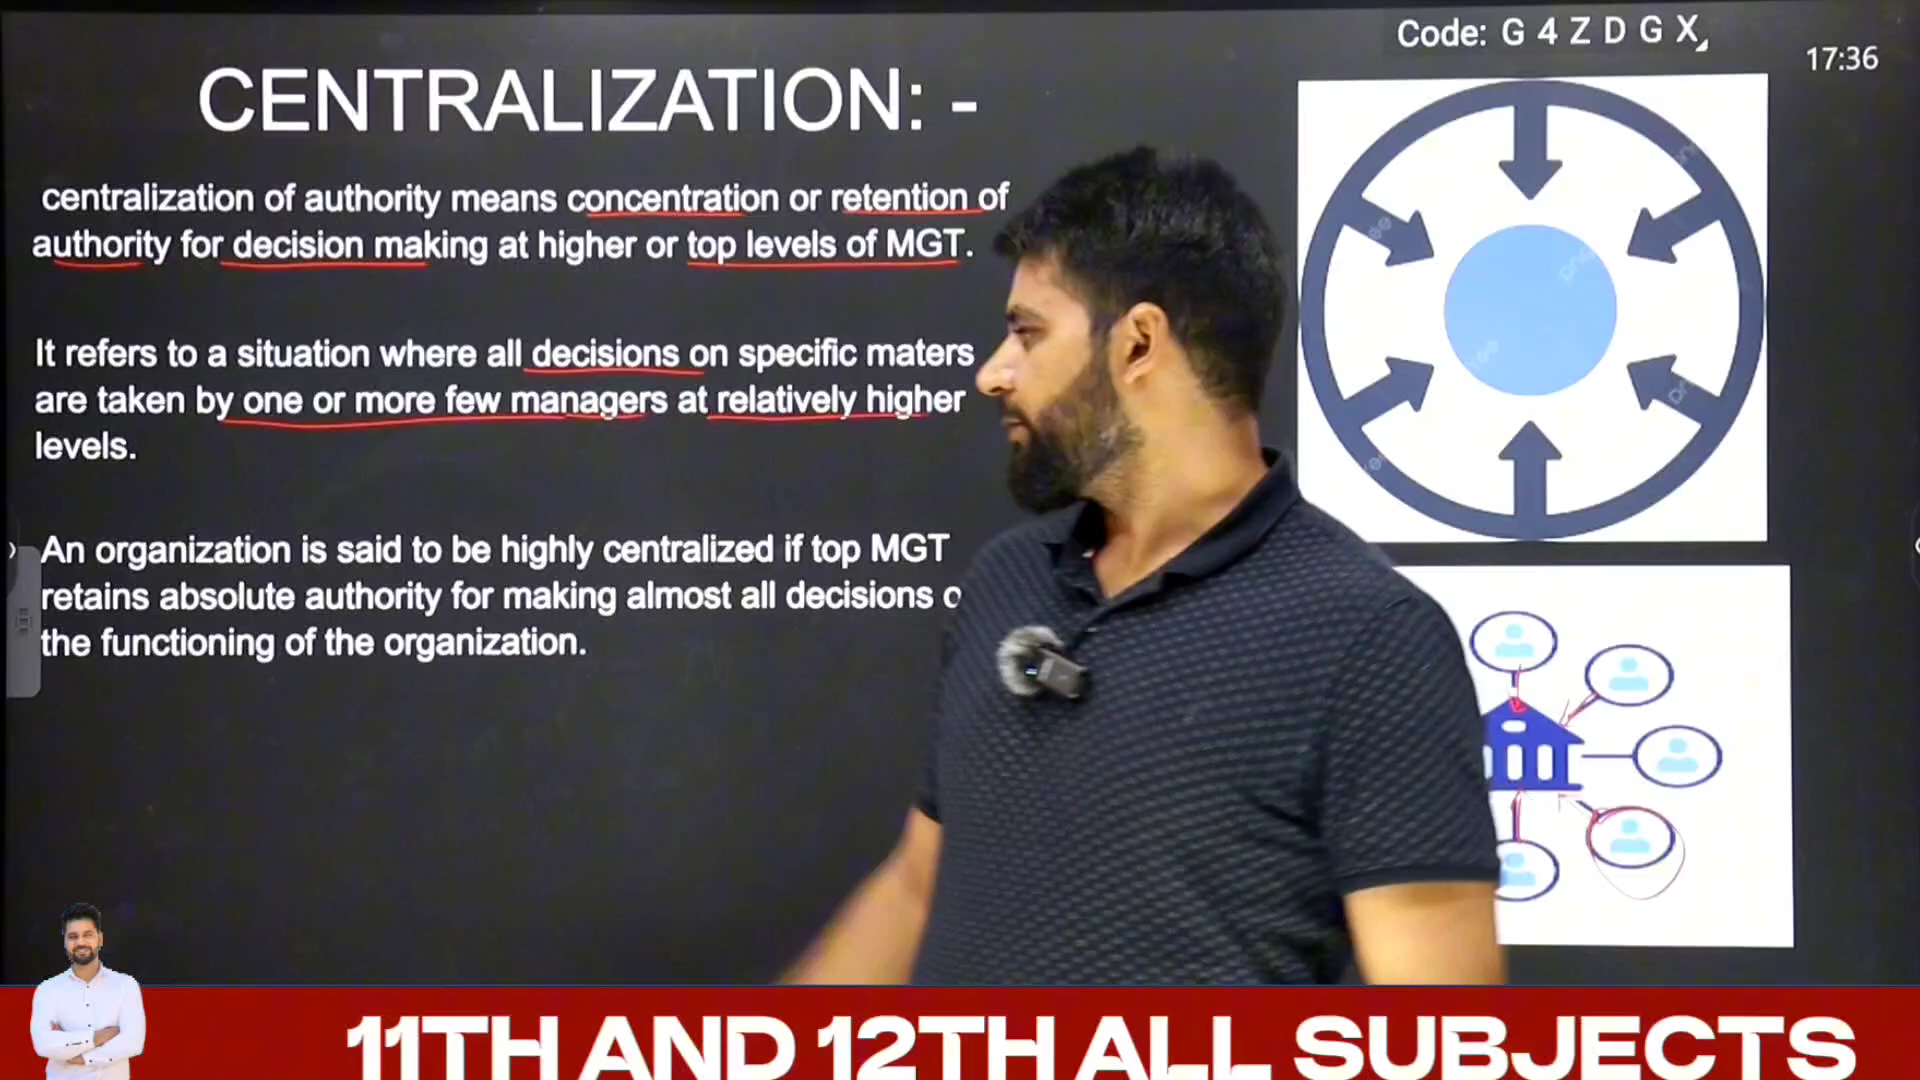 Code: G 4 Z D G X
17:36
CENTRALIZATION: -
centralization of authority means concentration or retention of
authority for decision making at higher or top levels of MGT.
It refers to a situation where all decisions on specific maters
are taken by one or more few managers at relatively higher
levels.
An organization is said to be highly centralized if top MGT
retains absolute authority for making almost all decisions
the functioning of the organization.
11TH AND 12TH ALL SUBJECTS